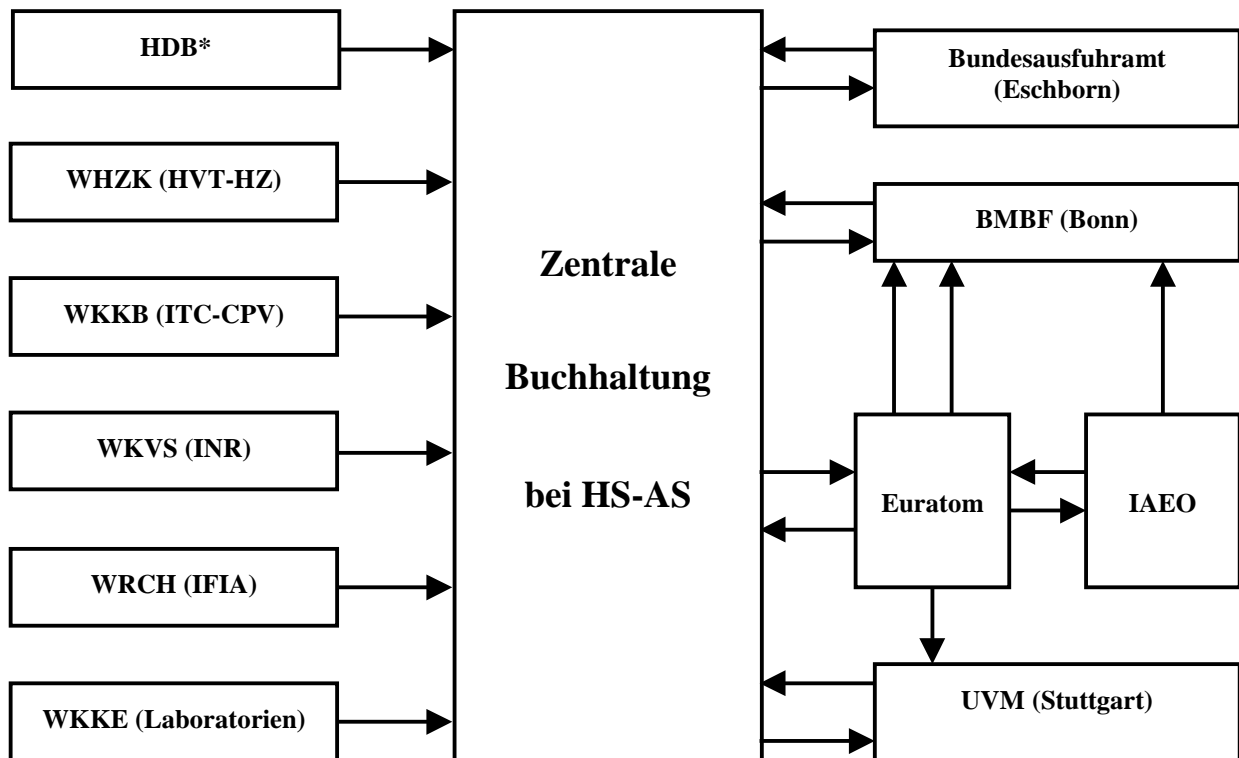 HDB*
WHZK (HVT-HZ)
WKKB (ITC-CPV)
WKVS (INR)
WRCH (IFIA)
WKKE (Laboratorien)
Zentrale
Buchhaltung
bei HS-AS
Bundesausfuhramt
(Eschborn)
BMBF (Bonn)
Euratom
IAEO
UVM (Stuttgart)